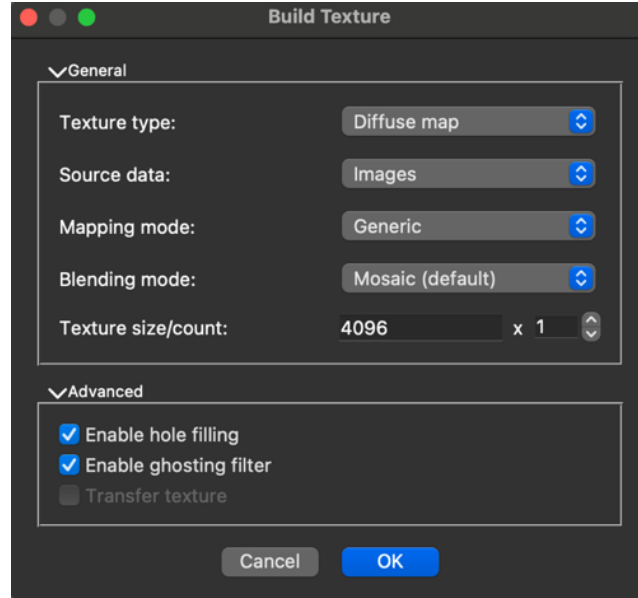 Build Texture
General
Texture type: Diffuse map
Source data: Images
Mapping mode: Generic
Blending mode: Mosaic (default)
Texture size/count: 4096 x 1
Advanced
Enable hole filling
Enable ghosting filter
Transfer texture
Cancel OK